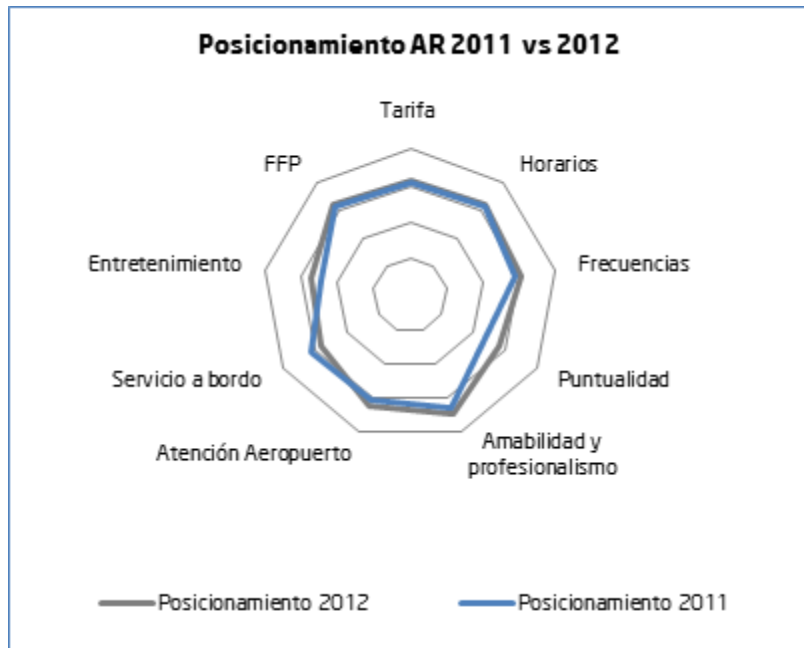 Posicionamiento AR 2011 vs 2012
Tarifa
FFP
Horarios
Entretenimiento
Frecuencias
Servicio a bordo
Puntualidad
Atención Aeropuerto
Amabilidad y
profesionalismo
Posicionamiento 2012
Posicionamiento 2011